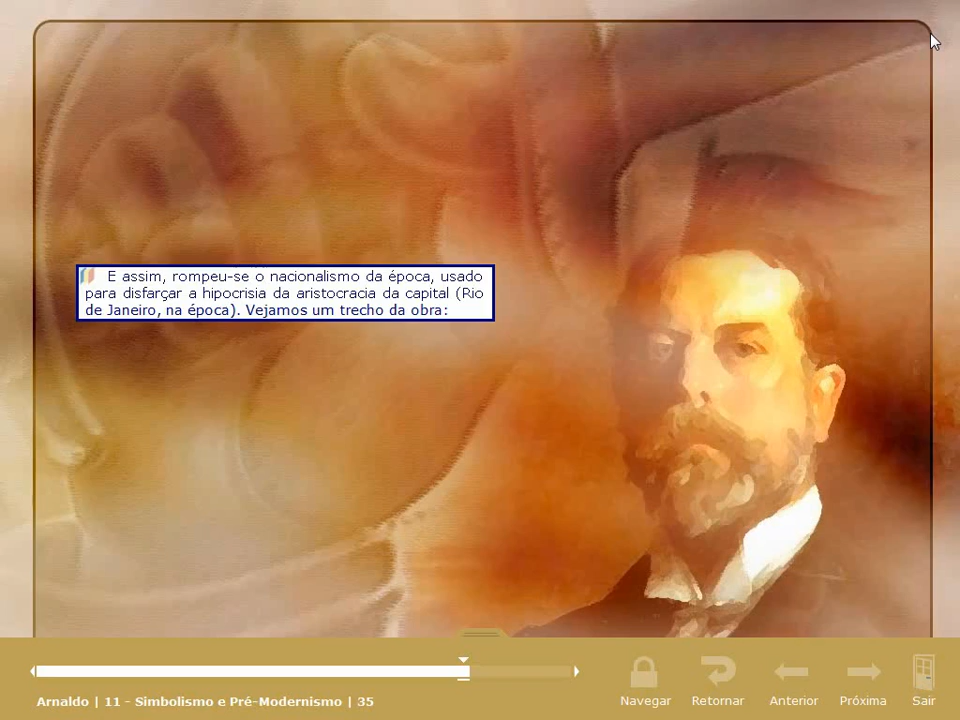 E assim, rompeu-se o nacionalismo da época, usado
para disfarçar a hipocrisia da aristocracia da capital (Rio
de Janeiro, na época). Vejamos um trecho da obra:
Navegar Retornar Anterior Próxima Sair
Arnaldo | 11 - Simbolismo e Pré-Modernismo | 35